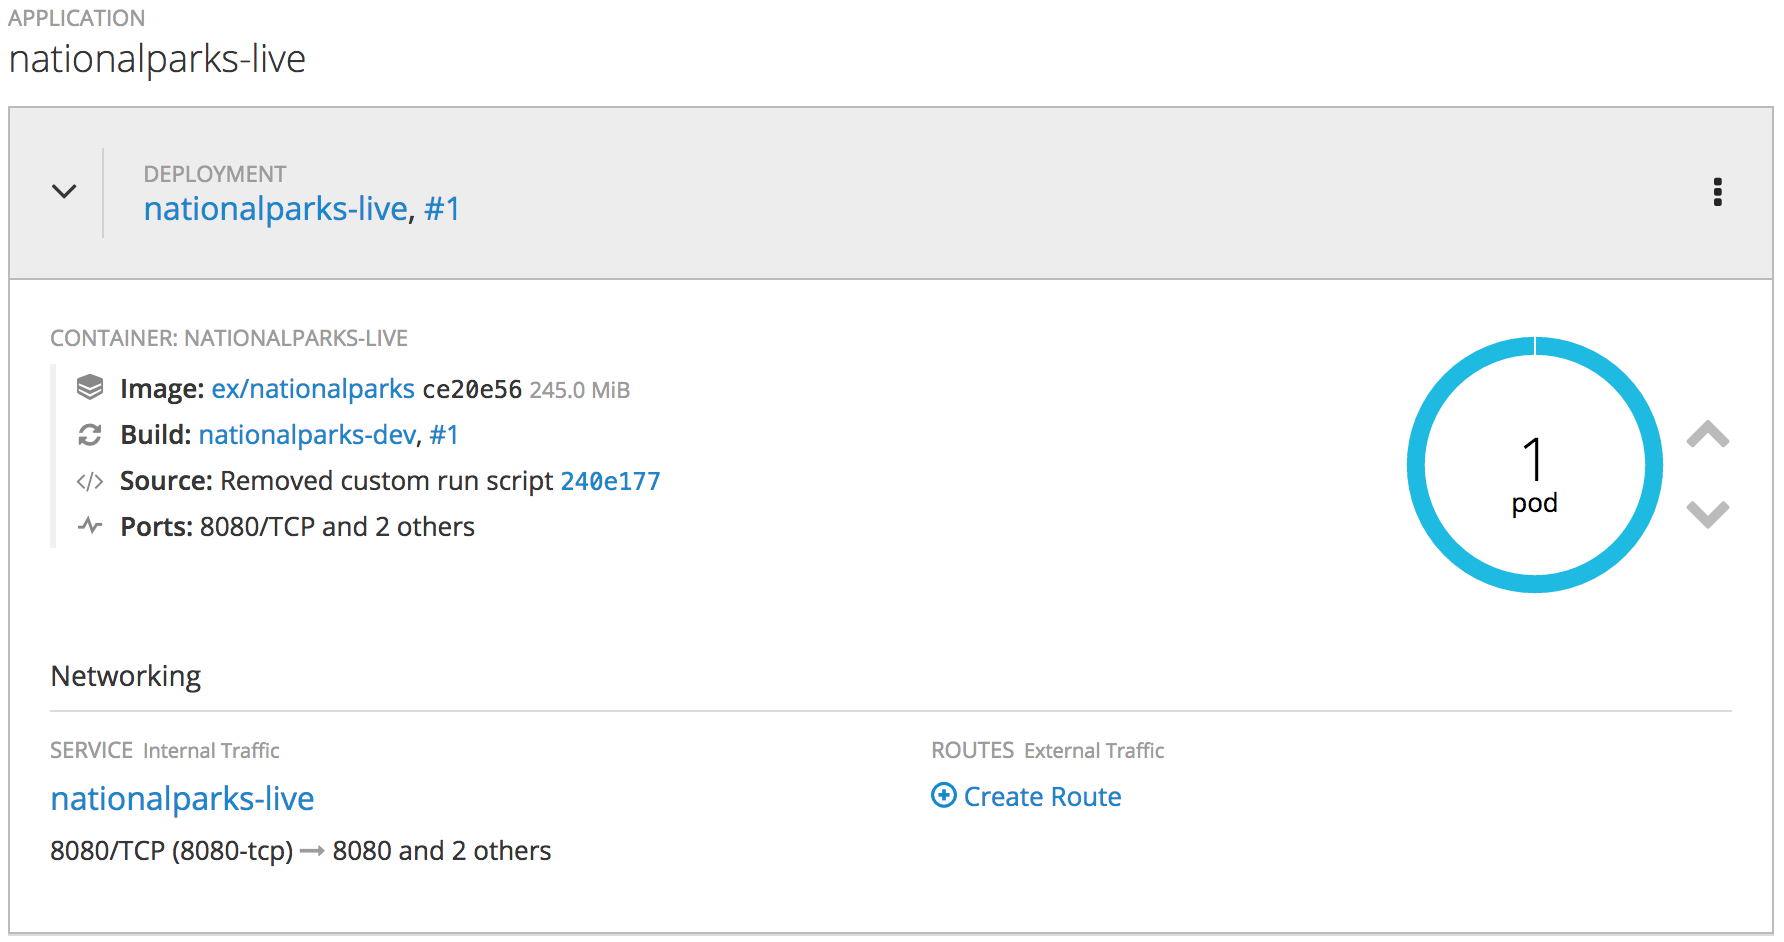 APPLICATION
nationalparks-live
DEPLOYMENT
nationalparks-live, #1
CONTAINER: NATIONALPARKS-LIVE
Image: ex/nationalparks ce20e56 245.0 MiB
Build: nationalparks-dev, #1
Source: Removed custom run script 240e177
Ports: 8080/TCP and 2 others
1
pod
Networking
SERVICE Internal Traffic
nationalparks-live
8080/TCP (8080-tcp) → 8080 and 2 others
ROUTES External Traffic
Create Route